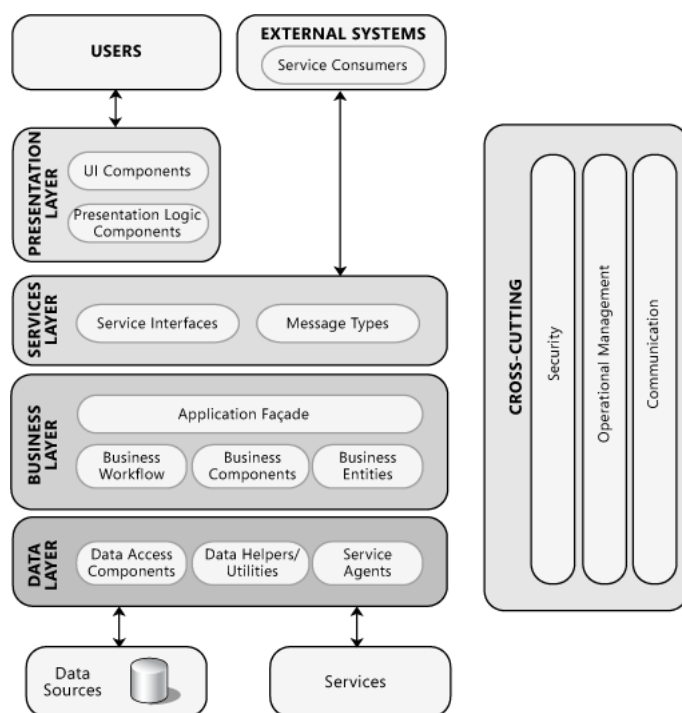 USERS
EXTERNAL SYSTEMS
Service Consumers
PRESENTATION
LAYER
UI Components
Presentation Logic
Components
SERVICES
LAYER
Service Interfaces
Message Types
BUSINESS
LAYER
Application Façade
Business
Workflow
Business
Components
Business
Entities
DATA
LAYER
Data Access
Components
Data Helpers/
Utilities
Service
Agents
Data
Sources
Services
CROSS-CUTTING
Security
Operational Management
Communication